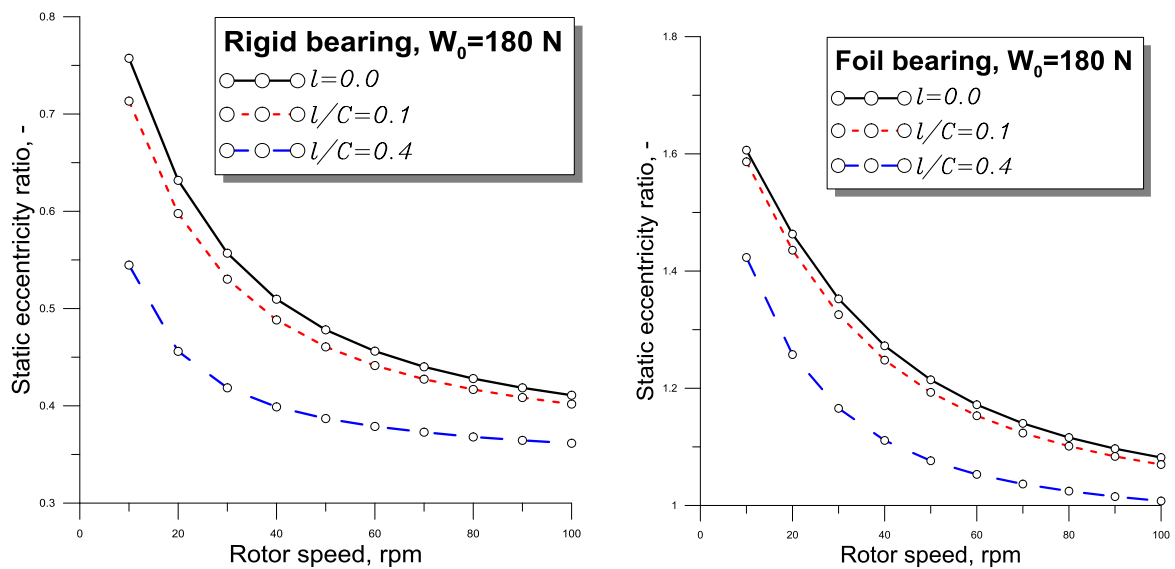 Rigid bearing, W0=180 N
l=0.0
l/C=0.1
l/C=0.4
Static eccentricity ratio, -
0.8
0.7
0.6
0.5
0.4
0.3
0 20 40 60 80 100
Rotor speed, rpm
Foil bearing, W0=180 N
l=0.0
l/C=0.1
l/C=0.4
Static eccentricity ratio, -
1.8
1.6
1.4
1.2
1
0 20 40 60 80 100
Rotor speed, rpm